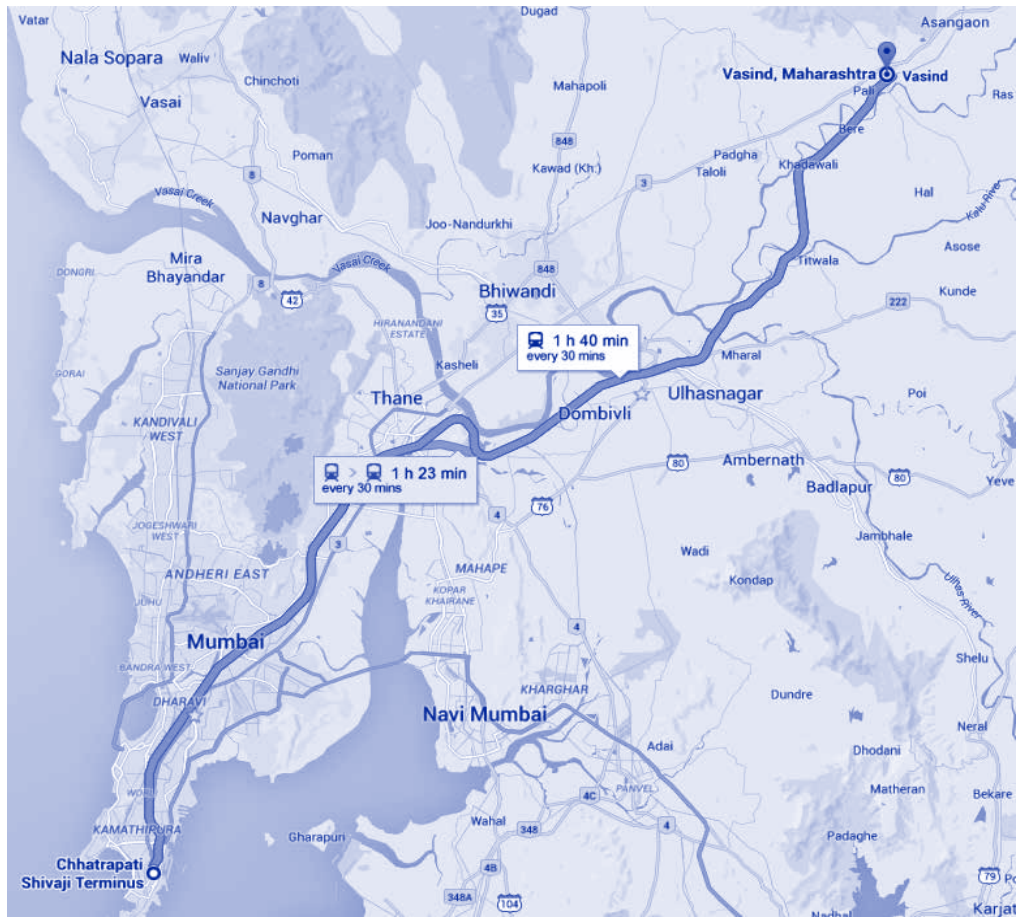 Vatar
Dugad
Asangaon
Nala Sopara
Waliv
Chinchoti
Mahapoli
Vasind, Maharashtra
Vasind
Pali
Ras
Vasai
Bere
848
Poman
Padgha
Kawad (Kh.)
Taloli
Khadawali
8
3
Hal
Vasai Creek
Navghar
Joo-Nandurkhi
Kalu River
Mira
Bhayandar
Asose
Vasai Creek
Titwala
DONGRI
848
8
42
Bhiwandi
Kunde
222
35
HIRANANDANI
ESTATE
1 h 40 min
every 30 mins
Mharal
Kasheli
GORAI
Sanjay Gandhi
National Park
Thane
Ulhasnagar
Poi
Dombivli
KANDIVALI
WEST
Ambernath
80
80
1 h 23 min
every 30 mins
Yeve
Badlapur
76
4
JOGESHWARI
WEST
Jambhale
3
Wadi
ANDHERI EAST
MAHAPE
Kondap
KOPAR
KHAIRANE
JUHU
Ulhas River
4
Mumbai
Shelu
BANDRA WEST
KHARGHAR
Dundre
DHARAVI
Navi Mumbai
Neral
Adai
Dhodani
Matheran
PANVEL
Bekare
WORLI
4C
Wahal
348
4
KAMATHIPURA
Gharapuri
Padaghe
Chhatrapati
Shivaji Terminus
4B
79
348A
104
Karjat